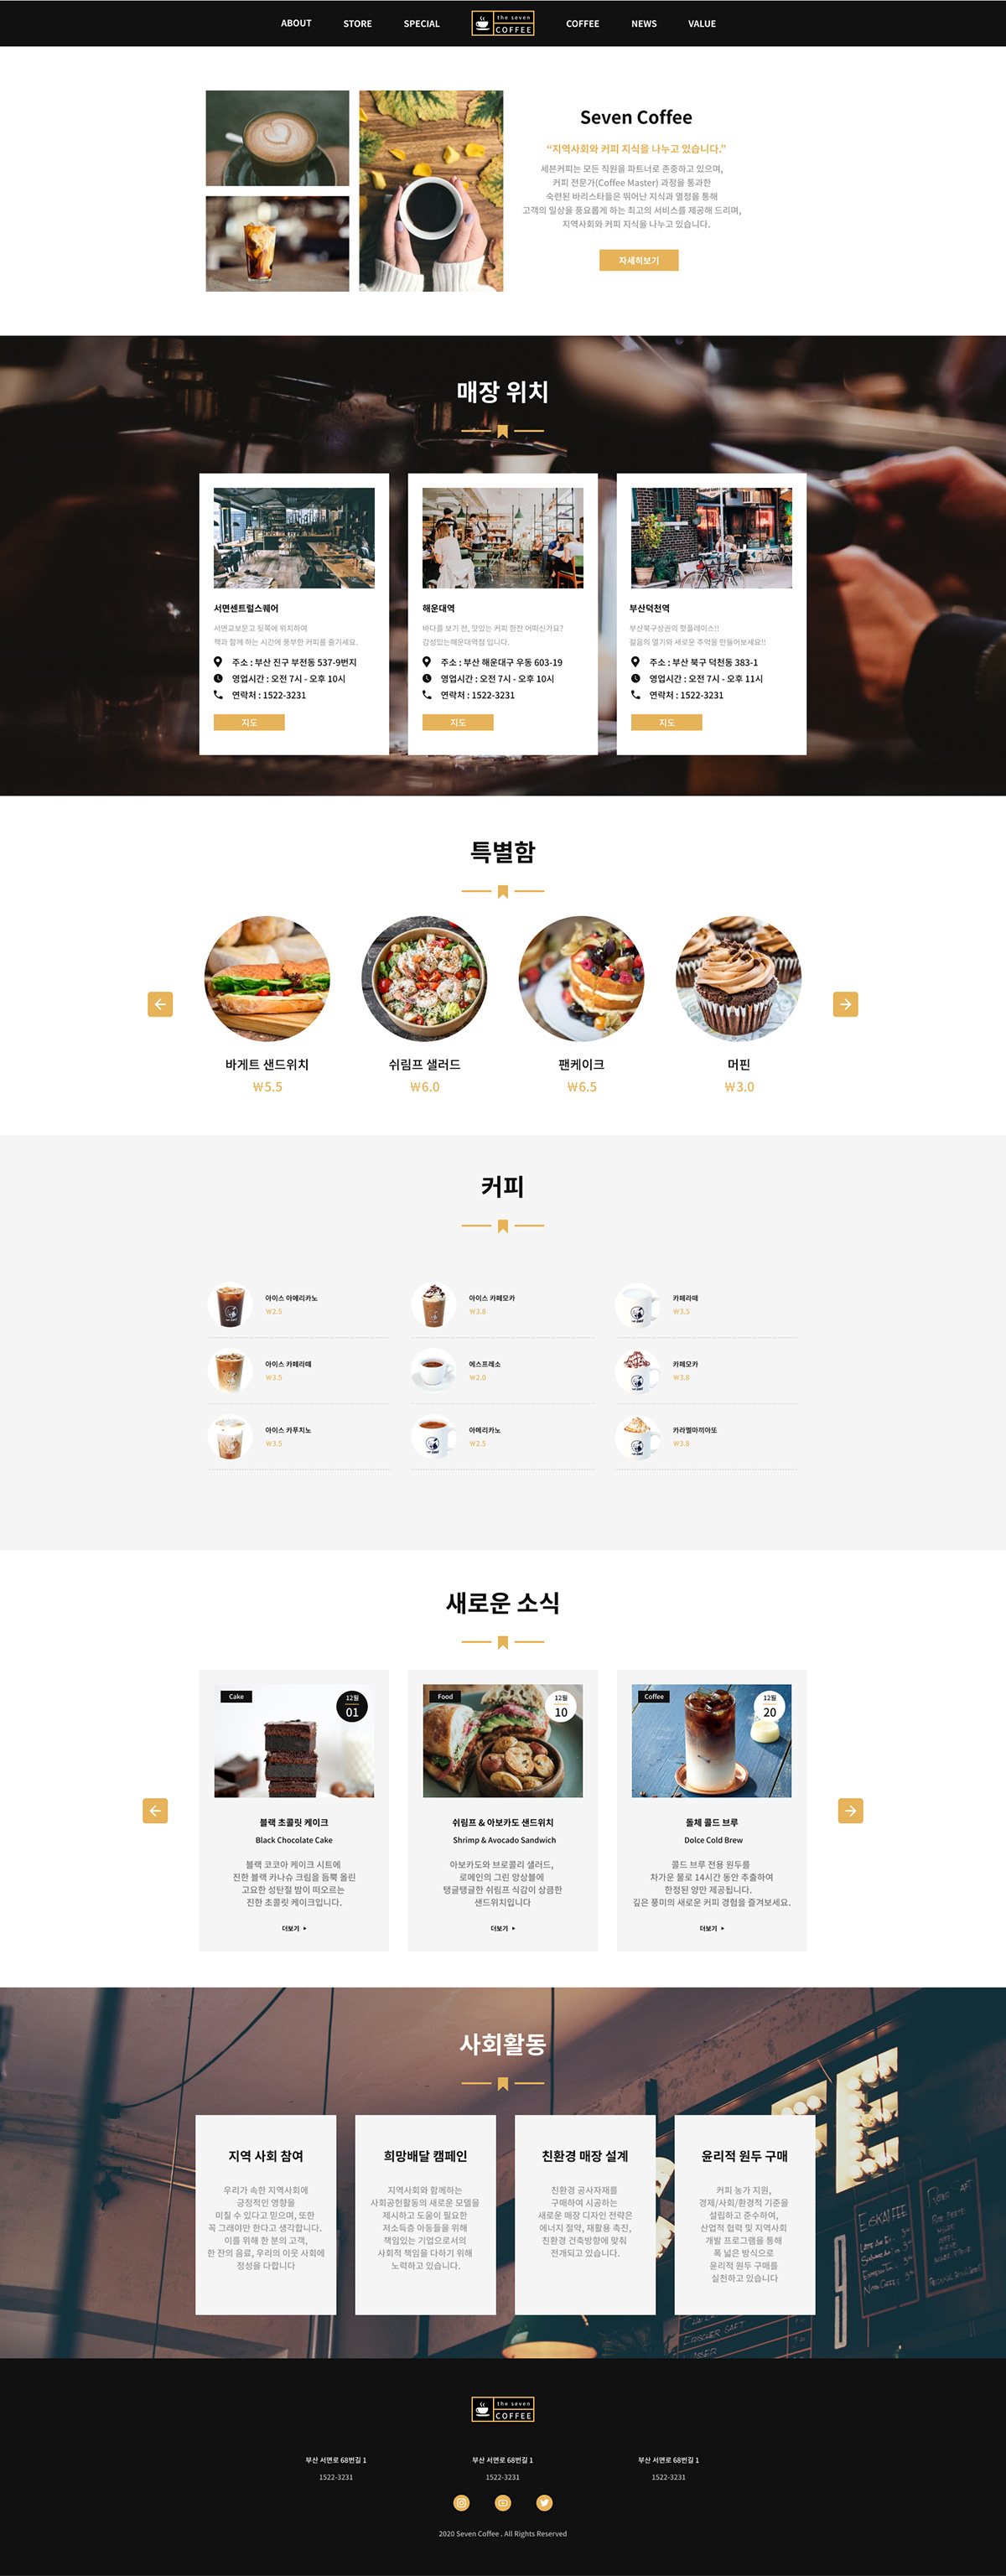 ABOUT
STORE
SPECIAL
the seven
COFFEE
COFFEE
NEWS
VALUE
Seven Coffee
“지역사회와 커피 지식을 나누고 있습니다.”
세븐커피는 모든 직원을 파트너로 존중하고 있으며,
커피 전문가(Coffee Master) 과정을 통과한
숙련된 바리스타들은 뛰어난 지식과 열정을 통해
고객의 일상을 풍요롭게 하는 최고의 서비스를 제공해 드리며,
지역사회와 커피 지식을 나누고 있습니다.
자세히보기
매장 위치
서면센트럴스퀘어
서면교보문고 뒷쪽에 위치하여
책과 함께 하는 시간에 풍부한 커피를 즐기세요.
주소 : 부산 진구 부전동 537-9번지
영업시간 : 오전 7시 - 오후 10시
연락처 : 1522-3231
지도
해운대역
바다를 보기 전, 맛있는 커피 한잔 어떠신가요?
감성있는해운대역점 입니다.
주소 : 부산 해운대구 우동 603-19
영업시간 : 오전 7시 - 오후 10시
연락처 : 1522-3231
지도
부산덕천역
부산북구상권의 핫플레이스!!
젊음의 열기와 새로운 추억을 만들어보세요!!
주소 : 부산 북구 덕천동 383-1
영업시간 : 오전 7시 - 오후 11시
연락처 : 1522-3231
지도
특별함
바게트 샌드위치
₩5.5
쉬림프 샐러드
₩6.0
팬케이크
₩6.5
머핀
₩3.0
커피
아이스 아메리카노
₩2.5
아이스 카페모카
₩3.8
카페라떼
₩3.5
아이스 카페라떼
₩3.5
에스프레소
₩2.0
카페모카
₩3.8
아이스 카푸치노
₩3.5
아메리카노
₩2.5
카라멜마끼아또
₩3.8
새로운 소식
Cake
12월
01
블랙 초콜릿 케이크
Black Chocolate Cake
블랙 코코아 케이크 시트에
진한 블랙 카나슈 크림을 듬뿍 올린
고요한 성탄절 밤이 떠오르는
진한 초콜릿 케이크입니다.
더보기
Food
12월
10
쉬림프 & 아보카도 샌드위치
Shrimp & Avocado Sandwich
아보카도와 브로콜리 샐러드,
로메인의 그린 앙상블에
탱글탱글한 쉬림프 식감이 상큼한
샌드위치입니다
더보기
Coffee
12월
20
돌체 콜드 브루
Dolce Cold Brew
콜드 브루 전용 원두를
차가운 물로 14시간 동안 추출하여
한정된 양만 제공됩니다.
깊은 풍미의 새로운 커피 경험을 즐겨보세요.
더보기
사회활동
지역 사회 참여
우리가 속한 지역사회에
긍정적인 영향을
미칠 수 있다고 믿으며, 또한
꼭 그래야만 한다고 생각합니다.
이를 위해 한 분의 고객,
한 잔의 음료, 우리의 이웃 사회에
정성을 다합니다
희망배달 캠페인
지역사회와 함께하는
사회공헌활동의 새로운 모델을
제시하고 도움이 필요한
저소득층 아동들을 위해
책임있는 기업으로서의
사회적 책임을 다하기 위해
노력하고 있습니다.
친환경 매장 설계
친환경 공사자재를
구매하여 시공하는
새로운 매장 디자인 전략은
에너지 절약, 재활용 촉진,
친환경 건축방향에 맞춰
전개되고 있습니다.
윤리적 원두 구매
커피 농가 지원,
경제/사회/환경적 기준을
설립하고 준수하여,
산업적 협력 및 지역사회
개발 프로그램을 통해
폭 넓은 방식으로
윤리적 원두 구매를
실천하고 있습니다
E
the seven
COFFEE
부산 서면로 68번길 1
1522-3231
부산 서면로 68번길 1
1522-3231
부산 서면로 68번길 1
1522-3231
2020 Seven Coffee . All Rights Reserved